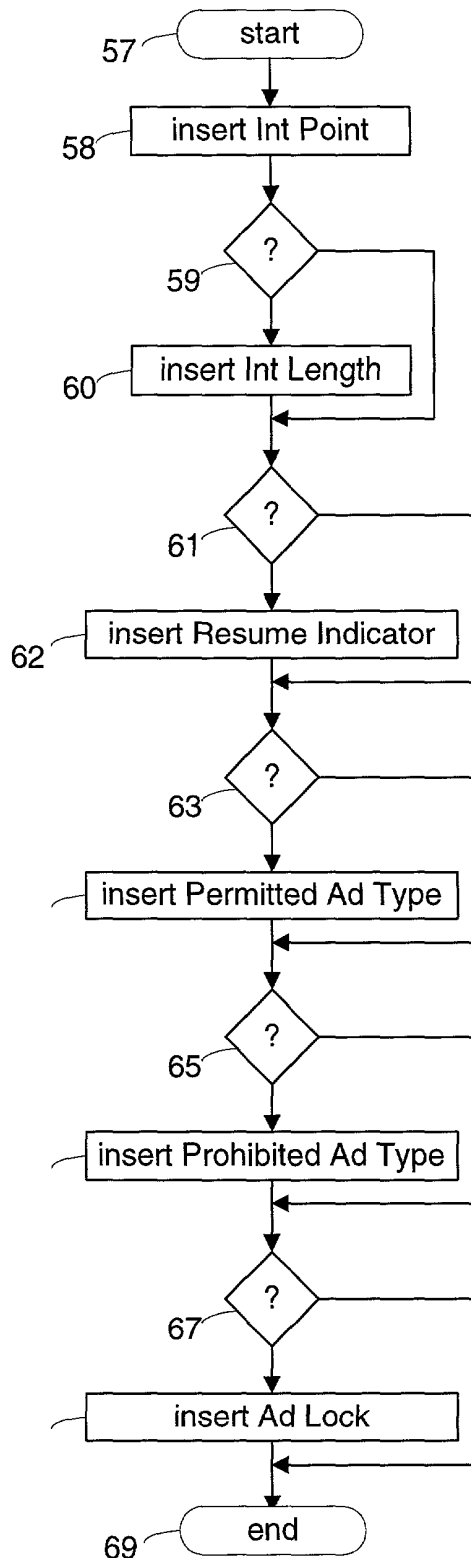 start
57
insert Int Point
58
?
59
insert Int Length
60
?
61
insert Resume Indicator
62
?
63
insert Permitted Ad Type
?
65
insert Prohibited Ad Type
?
67
insert Ad Lock
end
69